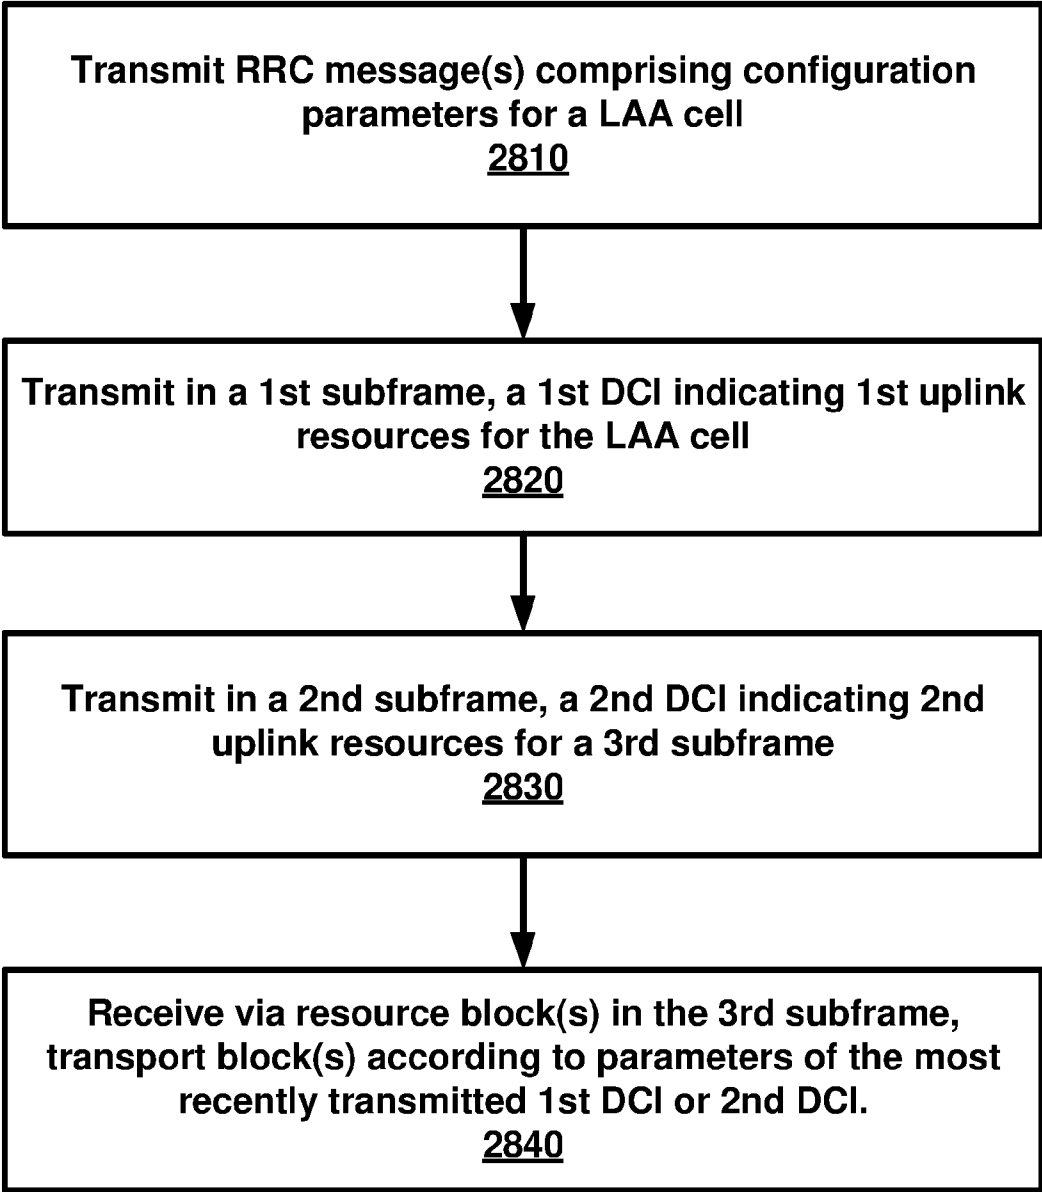 Transmit RRC message(s) comprising configuration
parameters for a LAA cell
2810
Transmit in a 1st subframe, a 1st DCI indicating 1st uplink
resources for the LAA cell
2820
Transmit in a 2nd subframe, a 2nd DCI indicating 2nd
uplink resources for a 3rd subframe
2830
Receive via resource block(s) in the 3rd subframe,
transport block(s) according to parameters of the most
recently transmitted 1st DCI or 2nd DCI.
2840